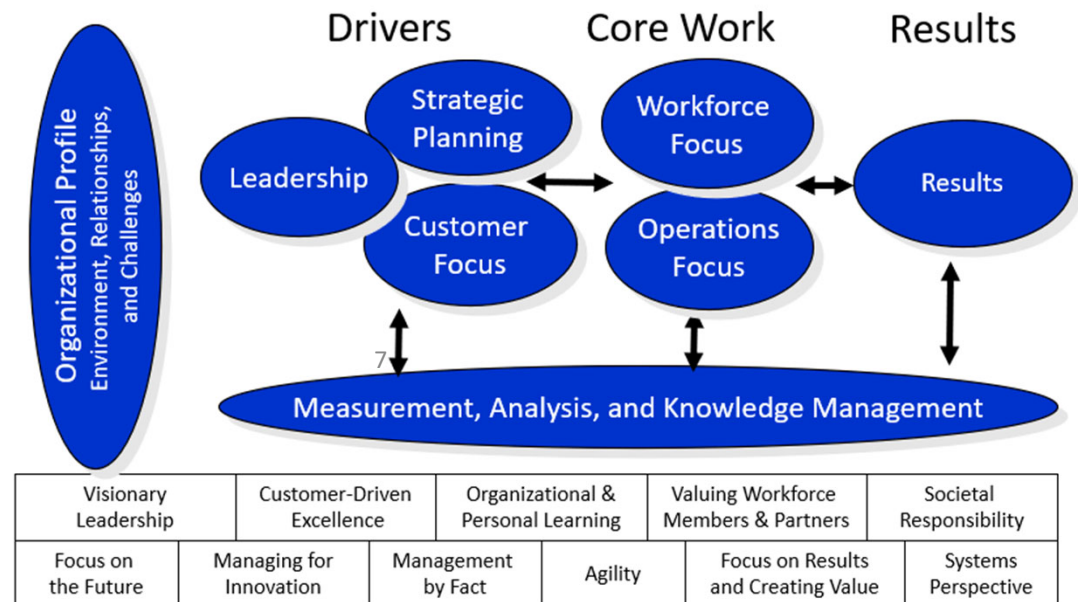 Drivers
Core Work
Results
Organizational Profile
Environment, Relationships,
and Challenges
Leadership
Strategic
Planning
Customer
Focus
Workforce
Focus
Operations
Focus
Results
7
Measurement, Analysis, and Knowledge Management
Visionary
Leadership
Customer-Driven
Excellence
Organizational &
Personal Learning
Valuing Workforce
Members & Partners
Societal
Responsibility
Focus on
the Future
Managing for
Innovation
Management
by Fact
Agility
Focus on Results
and Creating Value
Systems
Perspective